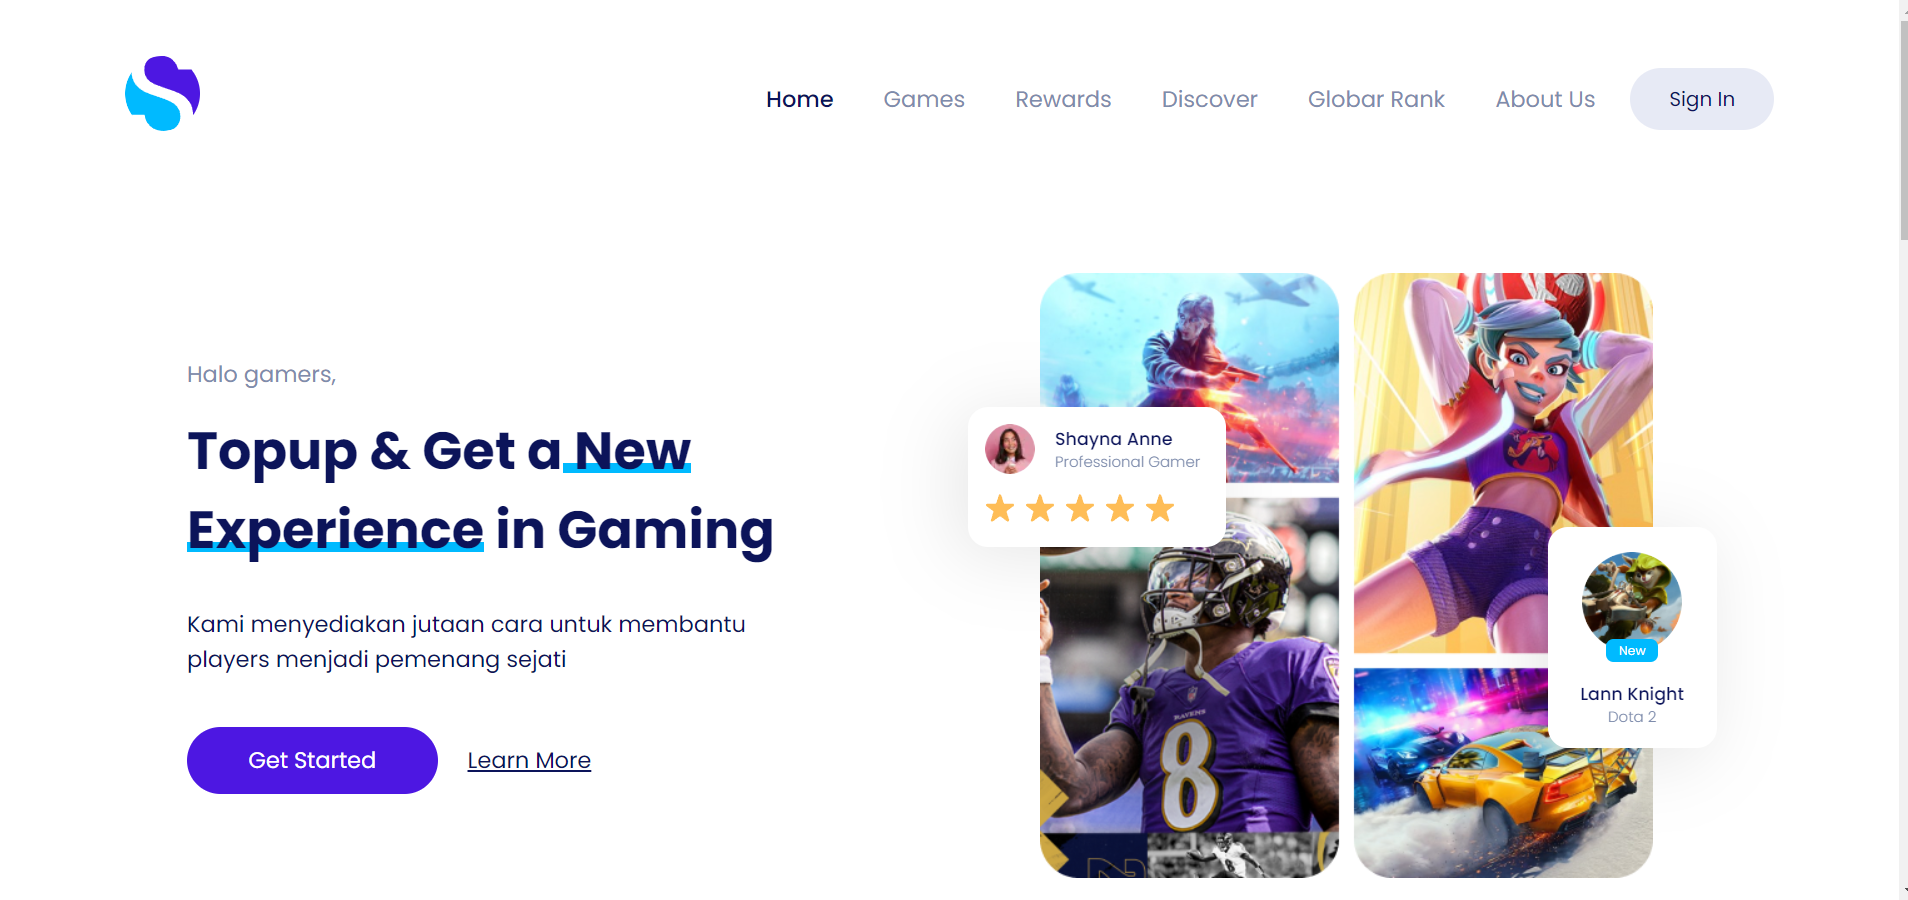 Home Games Rewards Discover Globar Rank About Us Sign In
Halo gamers,
Topup & Get a New
Experience in Gaming
Kami menyediakan jutaan cara untuk membantu
players menjadi pemenang sejati
Get Started Learn More
Shayna Anne
Professional Gamer
RAVENS
8
New
Lann Knight
Dota 2